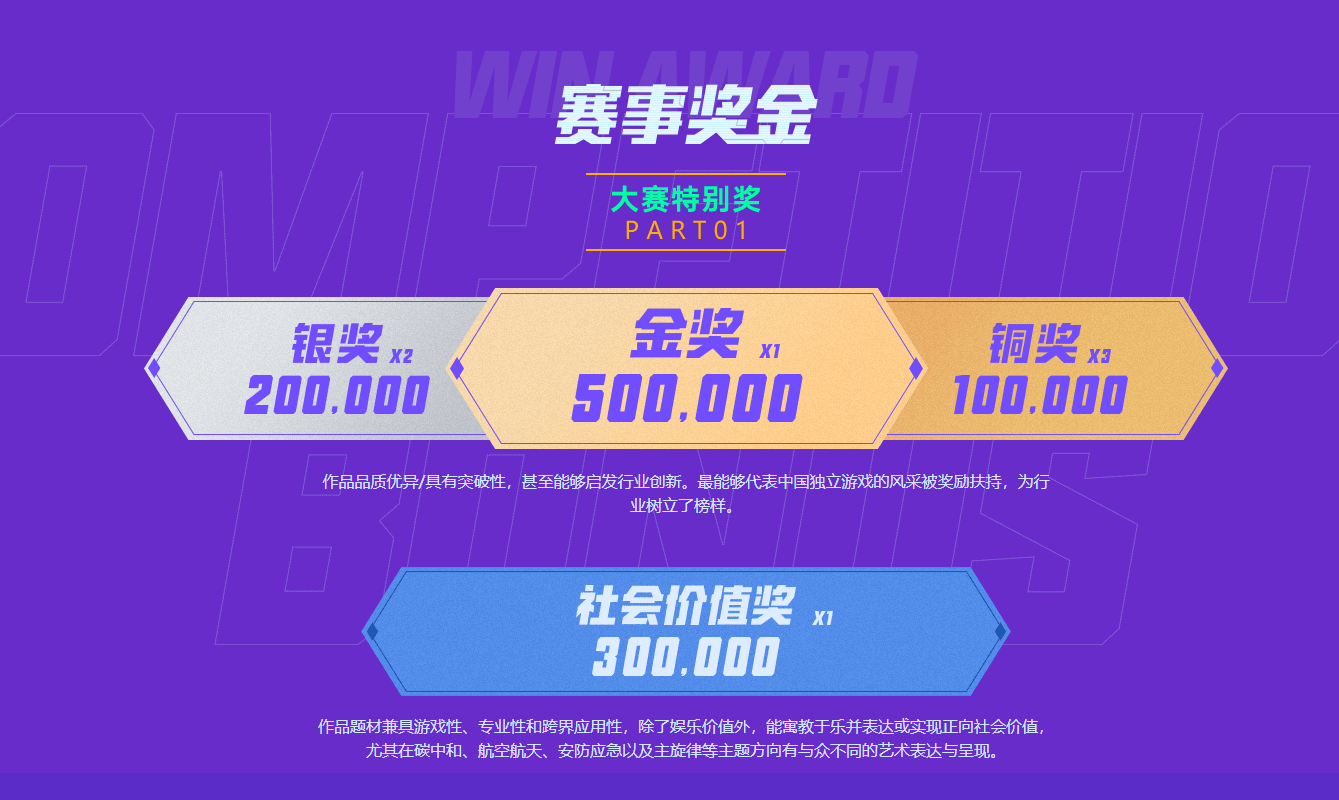 WIN AWARD
赛事奖金
大赛特别奖
PART01
银奖 X2
200,000
金奖 X1
500,000
铜奖 X3
100,000
作品品质优异/具有突破性，甚至能够启发行业创新。最能够代表中国独立游戏的风采被奖励扶持，为行
业树立了榜样。
社会价值奖 X1
300,000
作品题材兼具游戏性、专业性和跨界应用性，除了娱乐价值外，能寓教于乐并表达或实现正向社会价值，
尤其在碳中和、航空航天、安防应急以及主旋律等主题方向有与众不同的艺术表达与呈现。